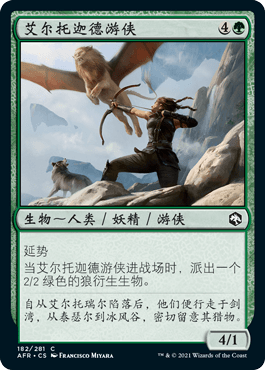 艾尔托迦德游侠 4
生物～人类／妖精／游侠
延势
当艾尔托迦德游侠进战场时，派出一个
2/2绿色的狼衍生生物。
自从艾尔托瑞尔陷落后，他们便行走于剑
湾，从泰瑟尔到冰风谷，密切留意其猎物。
4/1
182/281 C
AFR • CS Francisco Miyara
™ & © 2021 Wizards of the Coast